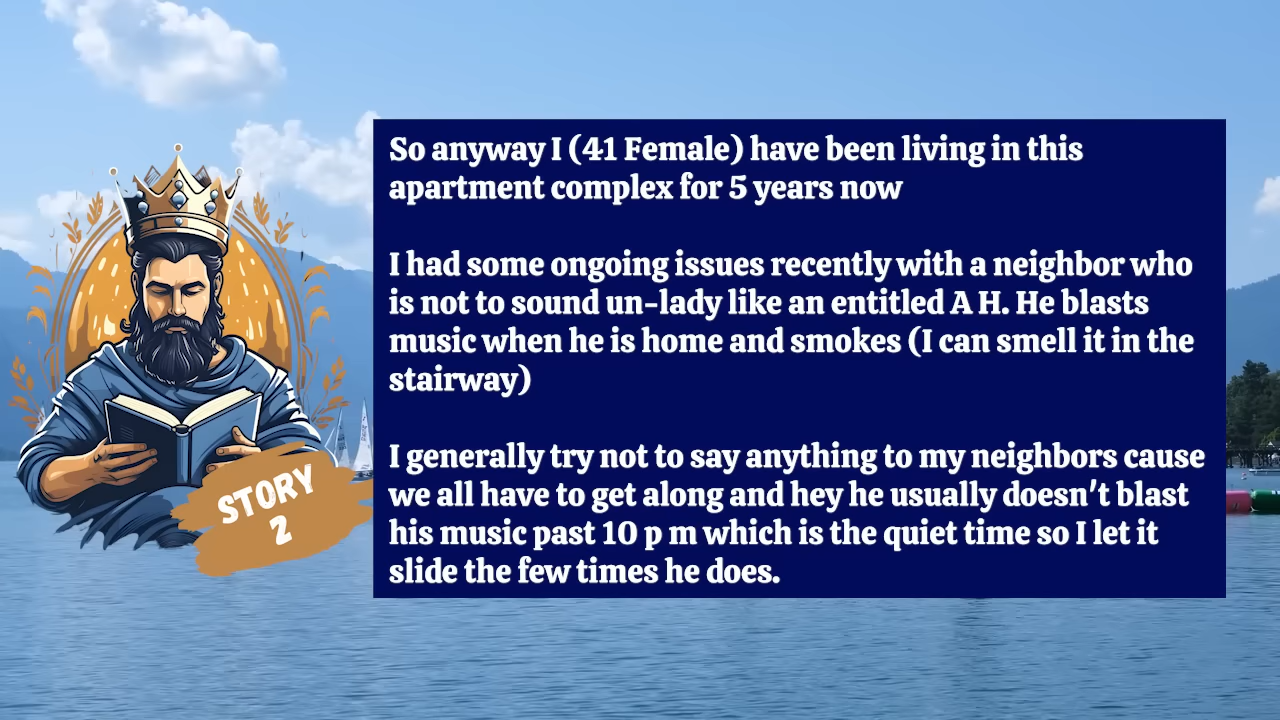 So anyway I (41 Female) have been living in this
apartment complex for 5 years now
I had some ongoing issues recently with a neighbor who
is not to sound un-lady like an entitled A H. He blasts
music when he is home and smokes (I can smell it in the
stairway)
I generally try not to say anything to my neighbors cause
we all have to get along and hey he usually doesn't blast
his music past 10 p m which is the quiet time so I let it
slide the few times he does.
STORY
2